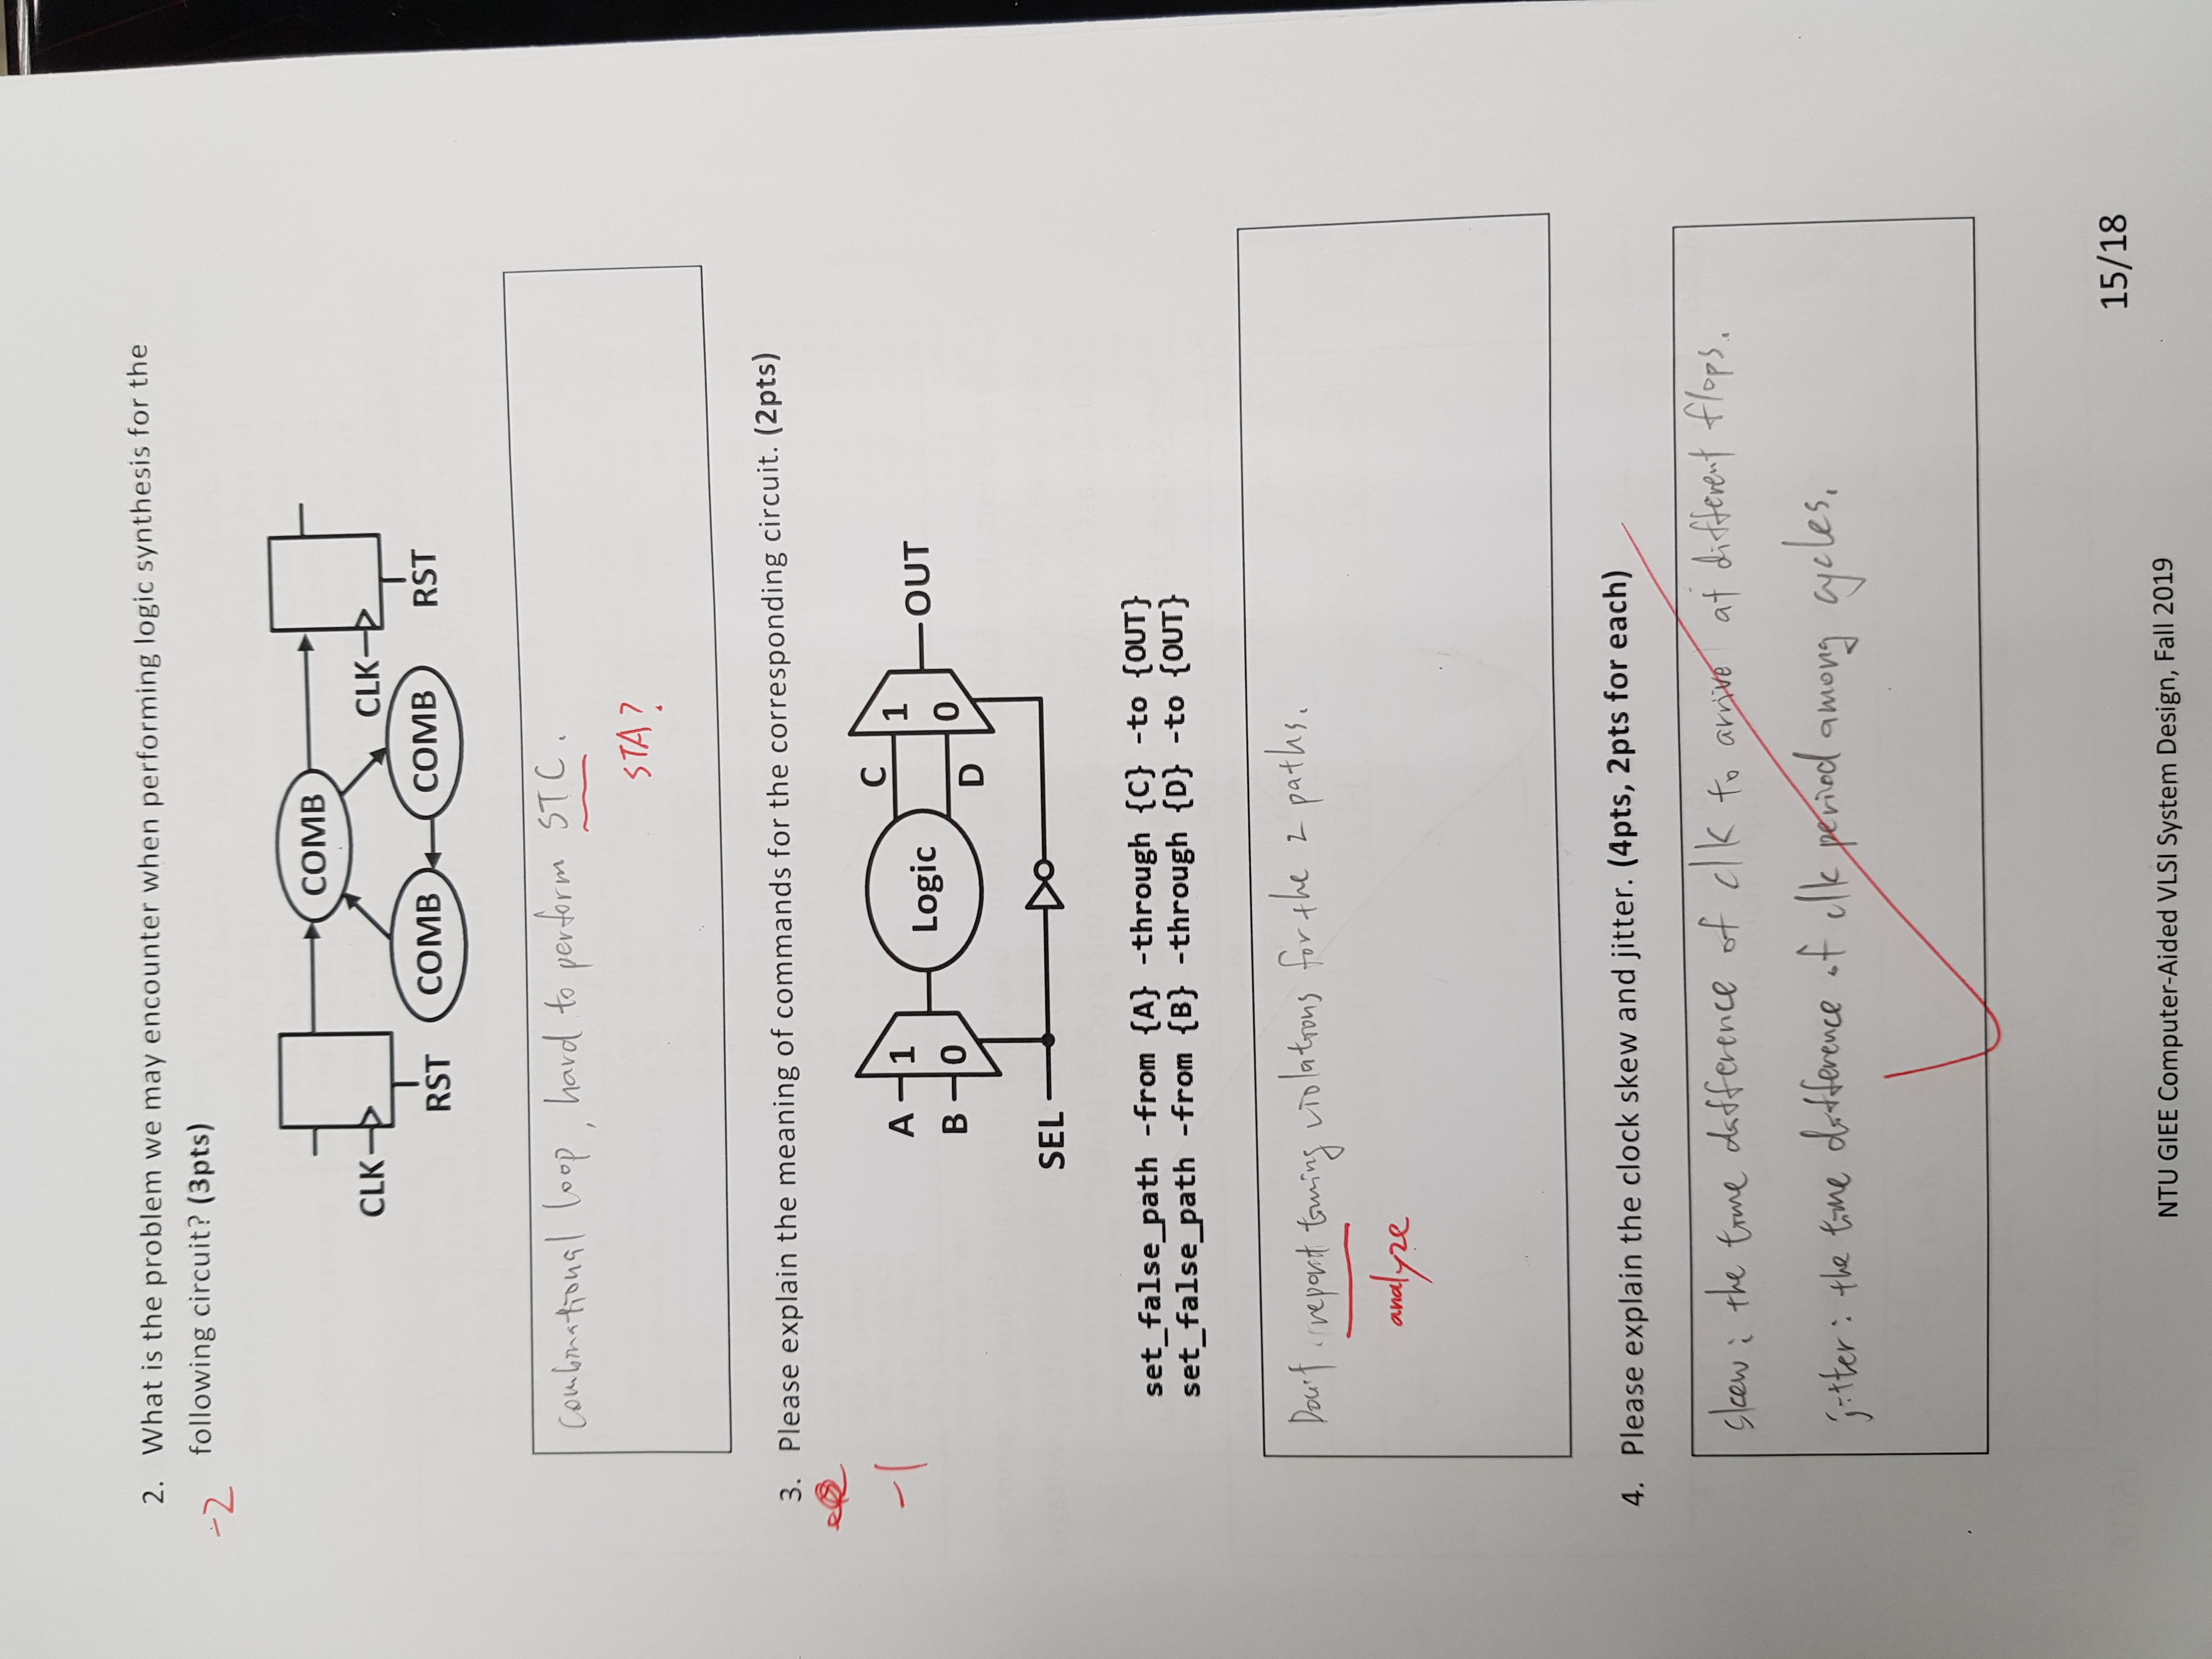 2. What is the problem we may encounter when performing logic synthesis for the
following circuit? (3pts)
-2
COMB
CLK
CLK
COMB
COMB
RST
RST
Combinational loop, hard to perform STC.
STA?
3. Please explain the meaning of commands for the corresponding circuit. (2pts)
-1
A
1
C
1
B
0
Logic
D
0
OUT
SEL
set_false_path -from {A} -through {C} -to {OUT}
set_false_path -from {B} -through {D} -to {OUT}
Don't report timing violations for the 2 paths.
analyze
4. Please explain the clock skew and jitter. (4pts, 2pts for each)
skew: the time difference of clk to arrive at different flops.
jitter: the time difference of clk period among cycles.
15/18
NTU GIEE Computer-Aided VLSI System Design, Fall 2019